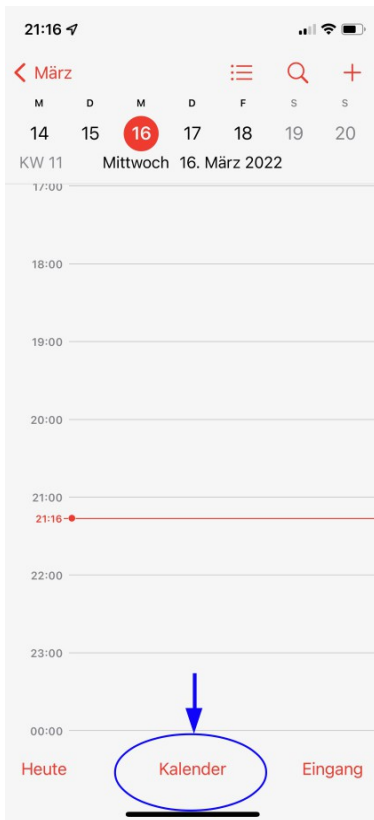 21:16
März
M D M D F S S
14 15 16 17 18 19 20
KW 11 Mittwoch 16. März 2022
17:00
18:00
19:00
20:00
21:00
21:16
22:00
23:00
00:00
Heute Kalender Eingang